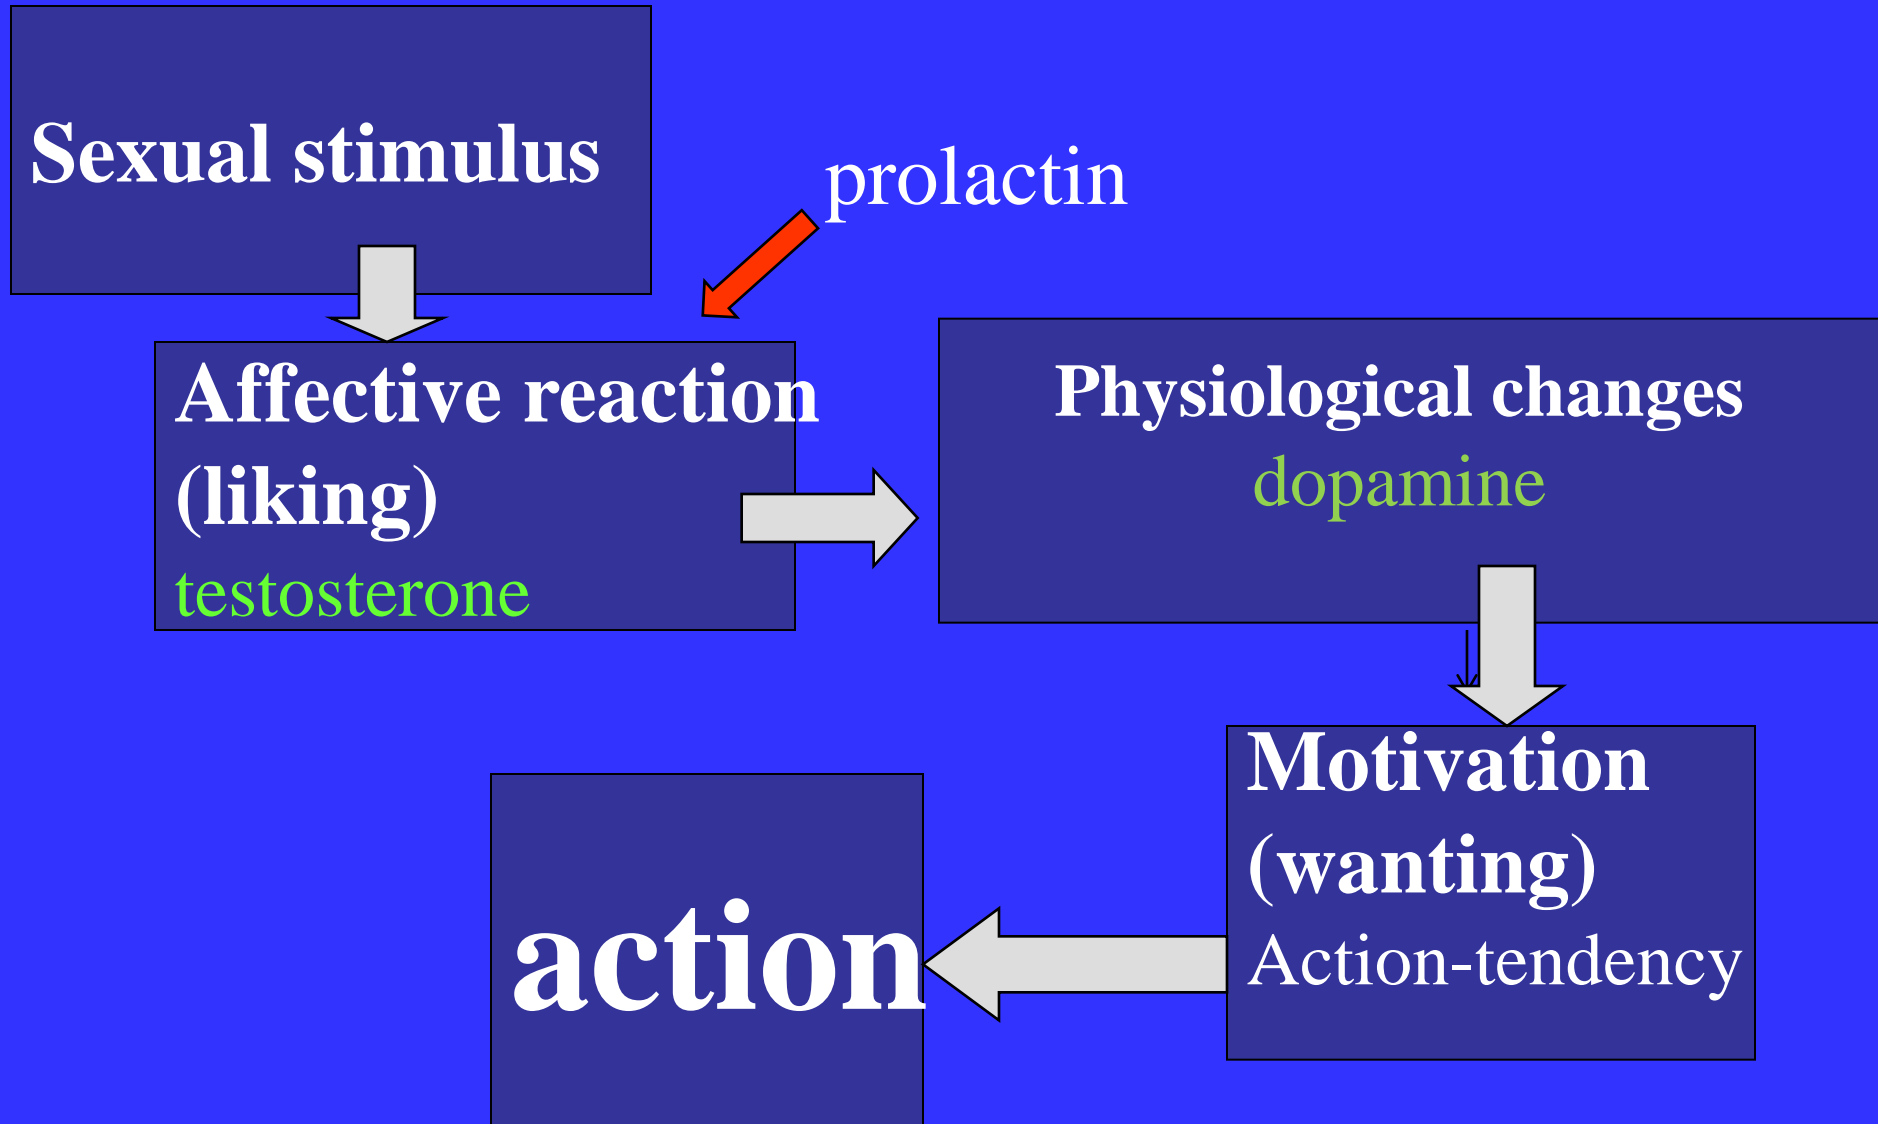 Sexual stimulus
prolactin
Affective reaction
(liking)
testosterone
Physiological changes
dopamine
Motivation
(wanting)
Action-tendency
action